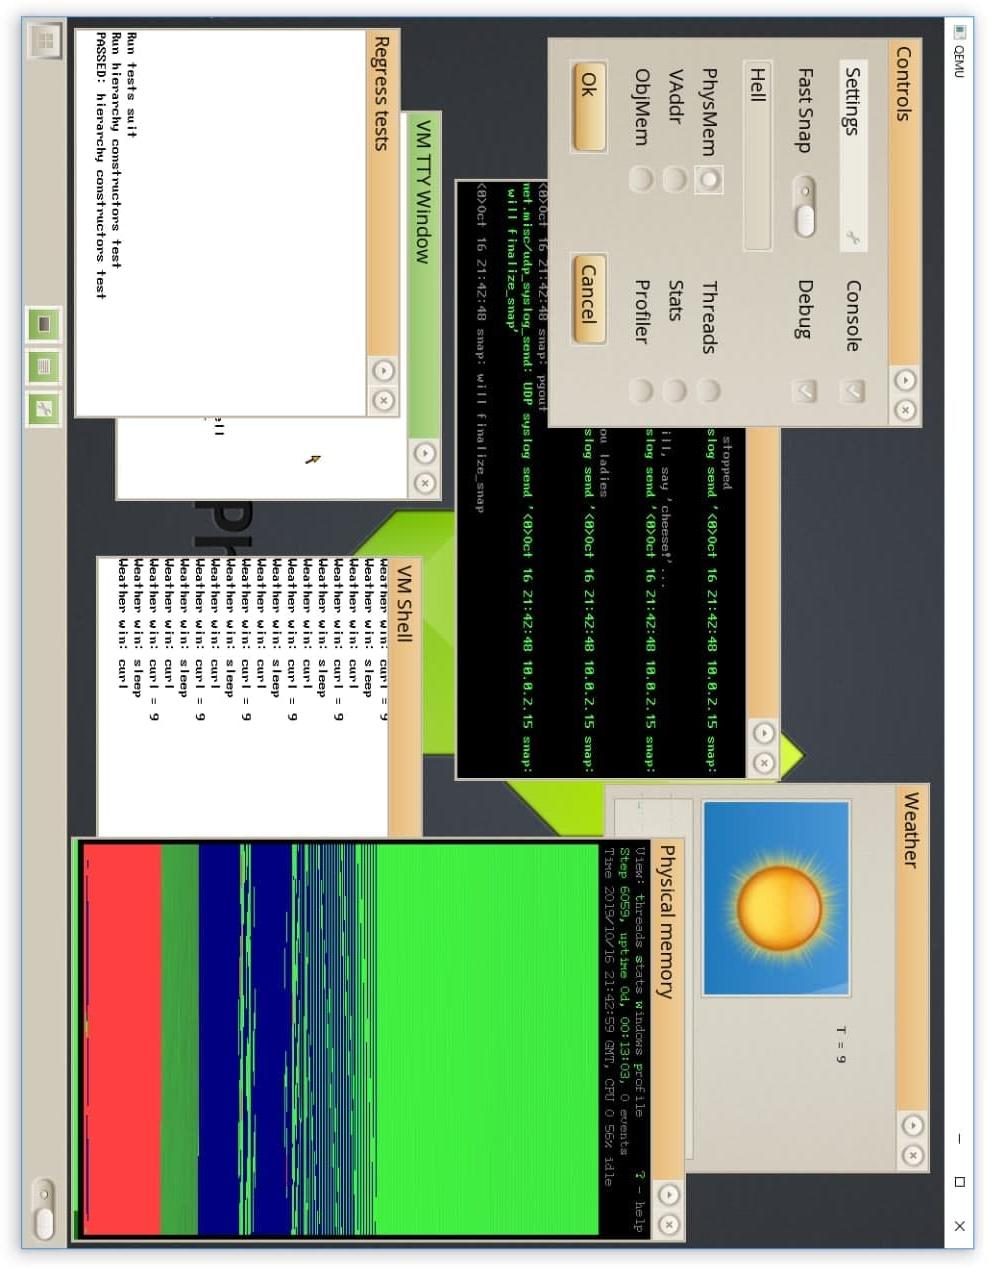 QEMU
Controls
Settings
Console
Fast Snap
Debug
Hell
PhysMem
Threads
VAddr
Stats
ObjMem
Profiler
Ok
Cancel
stopped
slog send '<0>Oct 16 21:42:48 10.0.2.15 snap:
ill, say 'cheese!'...
slog send '<0>Oct 16 21:42:48 10.0.2.15 snap:
ou ladies
slog send '<0>Oct 16 21:42:48 10.0.2.15 snap:
<0>Oct 16 21:42:48 snap: pgout
net.misc/udp_syslog_send: UDP syslog send '<0>Oct 16 21:42:48 10.0.2.15 snap:
will finalize_snap'
<0>Oct 16 21:42:48 snap: will finalize_snap
Weather
T = 9
VM TTY Window
ell
Regress tests
Run tests suit
Run hierarchy constructors test
PASSED: hierarchy constructors test
Ph
VM Shell
Weather win: curl = 9
Weather win: sleep
Weather win: curl
Weather win: curl = 9
Weather win: sleep
Weather win: curl
Weather win: curl = 9
Weather win: sleep
Weather win: curl
Weather win: curl = 9
Weather win: sleep
Weather win: curl
Weather win: curl = 9
Weather win: sleep
Weather win: curl
Weather win: curl = 9
Weather win: sleep
Weather win: curl
Physical memory
View: threads stats windows profile ? - help
Step 6059, uptime 0d, 00:13:03, 0 events
Time 2019/10/16 21:42:59 GMT, CPU 0 56% idle